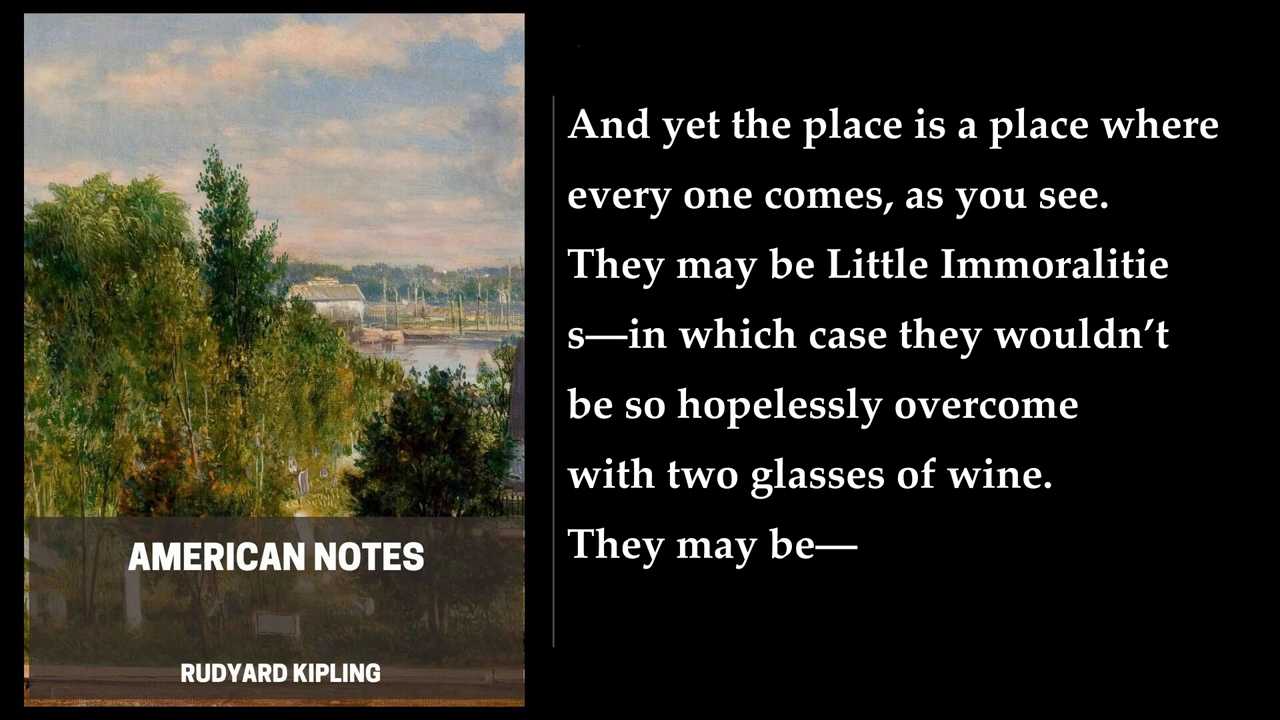 AMERICAN NOTES
RUDYARD KIPLING
And yet the place is a place where
every one comes, as you see.
They may be Little Immoralitie
s—in which case they wouldn’t
be so hopelessly overcome
with two glasses of wine.
They may be—